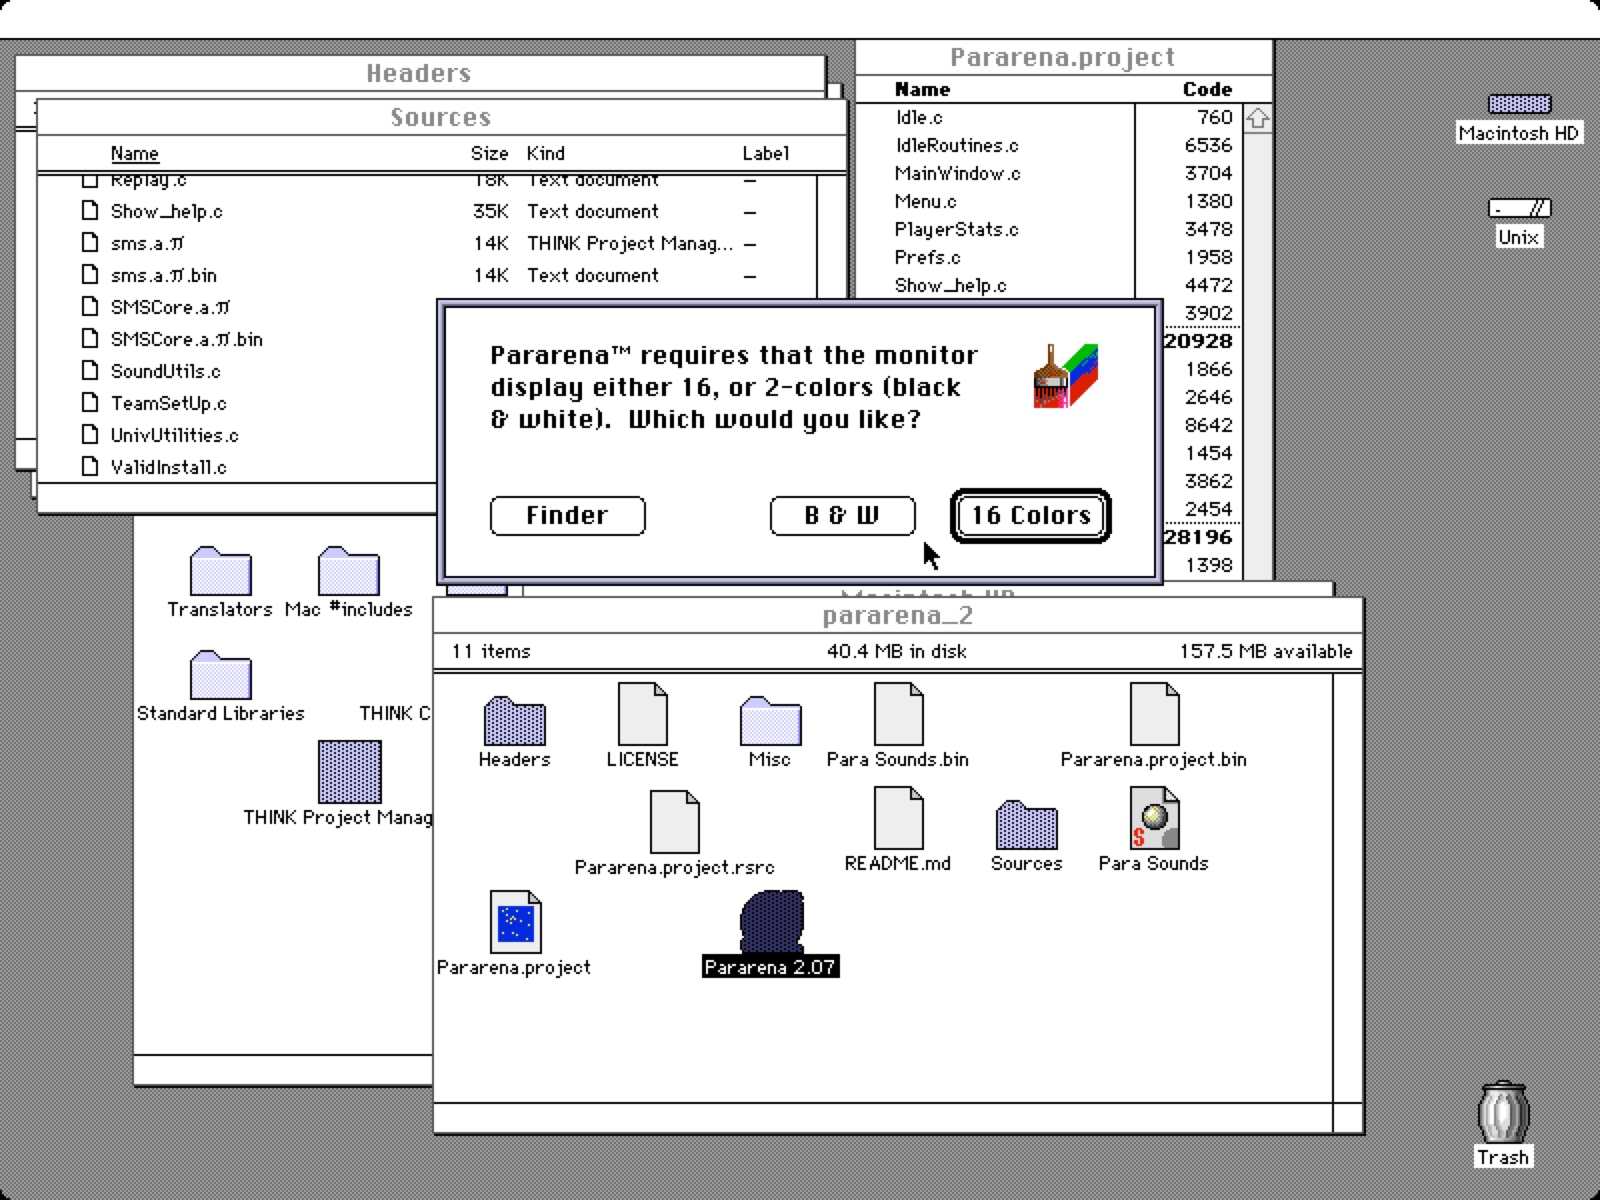 Headers
Sources
Name Size Kind Label
Replay.c 18K Text document –
Show_help.c 35K Text document –
sms.a.π 14K THINK Project Manag... –
sms.a.π.bin 14K Text document –
SMSCore.a.π
SMSCore.a.π.bin
SoundUtils.c
TeamSetUp.c
UnivUtilities.c
ValidInstall.c
Pararena.project
Name Code
Idle.c 760
IdleRoutines.c 6536
MainWindow.c 3704
Menu.c 1380
PlayerStats.c 3478
Prefs.c 1958
Show_help.c 4472
3902
20928
1866
2646
8642
1454
3862
2454
28196
1398
Macintosh HD
Unix
Pararena™ requires that the monitor
display either 16, or 2-colors (black
& white).  Which would you like?
Finder
B & W
16 Colors
Translators
Mac #includes
Standard Libraries
THINK C
THINK Project Manag
Macintosh HD
pararena_2
11 items 40.4 MB in disk 157.5 MB available
Headers
LICENSE
Misc
Para Sounds.bin
Pararena.project.bin
Pararena.project.rsrc
README.md
Sources
S
Para Sounds
Pararena.project
Pararena 2.07
Trash